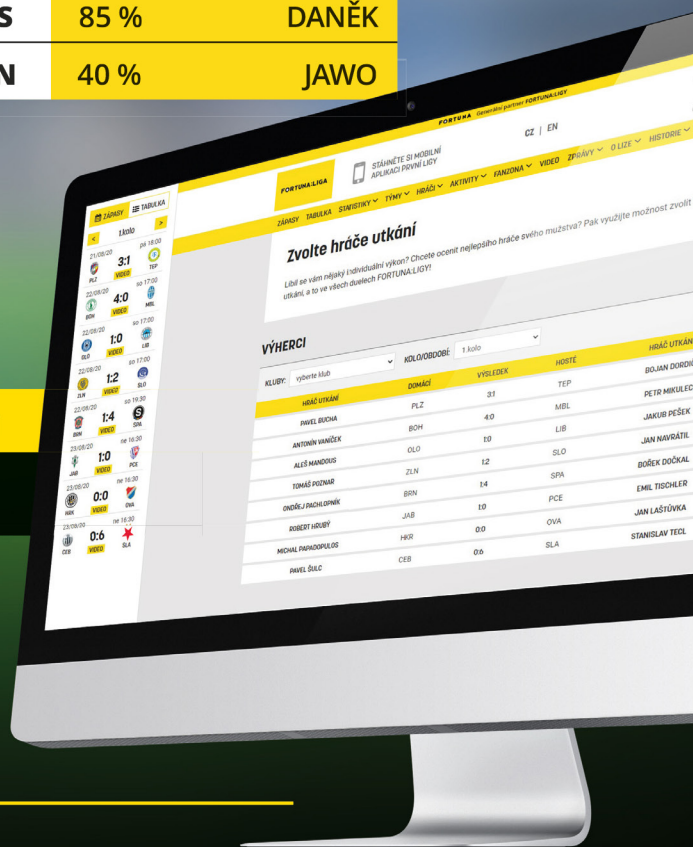 S 85 % DANĚK
N 40 % JAWO
FORTUNA Generální partner FORTUNA:LIGY
FORTUNA:LIGA
STÁHNĚTE SI MOBILNÍ
APLIKACI PRVNÍ LIGY
CZ | EN
ZÁPASY TABULKA STATISTIKY TÝMY HRÁČI AKTIVITY FANZONA VIDEO ZPRÁVY O LIZE HISTORIE
ZÁPASY TABULKA
< 1.kolo >
21/08/20 pá 18:00
PLZ 3:1 TEP
VIDEO
22/08/20 so 17:00
BOH 4:0 MBL
VIDEO
22/08/20 so 17:00
OLO 1:0 LIB
VIDEO
22/08/20 so 17:00
ZLN 1:2 SLO
VIDEO
22/08/20 so 19:30
BRN 1:4 SPA
VIDEO
23/08/20 ne 16:30
JAB 1:0 PCE
VIDEO
23/08/20 ne 16:30
HRK 0:0 OVA
VIDEO
23/08/20 ne 18:30
CEB 0:6 SLA
VIDEO
Zvolte hráče utkání
Líbil se vám nějaký individuální výkon? Chcete ocenit nejlepšího hráče svého mužstva? Pak využijte možnost zvolit
utkání, a to ve všech duelech FORTUNA:LIGY!
VÝHERCI
KLUBY: vyberte klub KOLO/OBDOBÍ: 1.kolo
HRÁČ UTKÁNÍ DOMÁCÍ VÝSLEDEK HOSTÉ HRÁČ UTKÁNÍ
PAVEL BUCHA PLZ 3:1 TEP BOJAN DORDIĆ
ANTONÍN VANÍČEK BOH 4:0 MBL PETR MIKULEC
ALEŠ MANDOUS OLO 1:0 LIB JAKUB PEŠEK
TOMÁŠ POZNAR ZLN 1:2 SLO JAN NAVRÁTIL
ONDŘEJ PACHLOPNÍK BRN 1:4 SPA BOŘEK DOČKAL
ROBERT HRUBÝ JAB 1:0 PCE EMIL TISCHLER
MICHAL PAPADOPULOS HKR 0:0 OVA JAN LAŠTŮVKA
PAVEL ŠULC CEB 0:6 SLA STANISLAV TECL